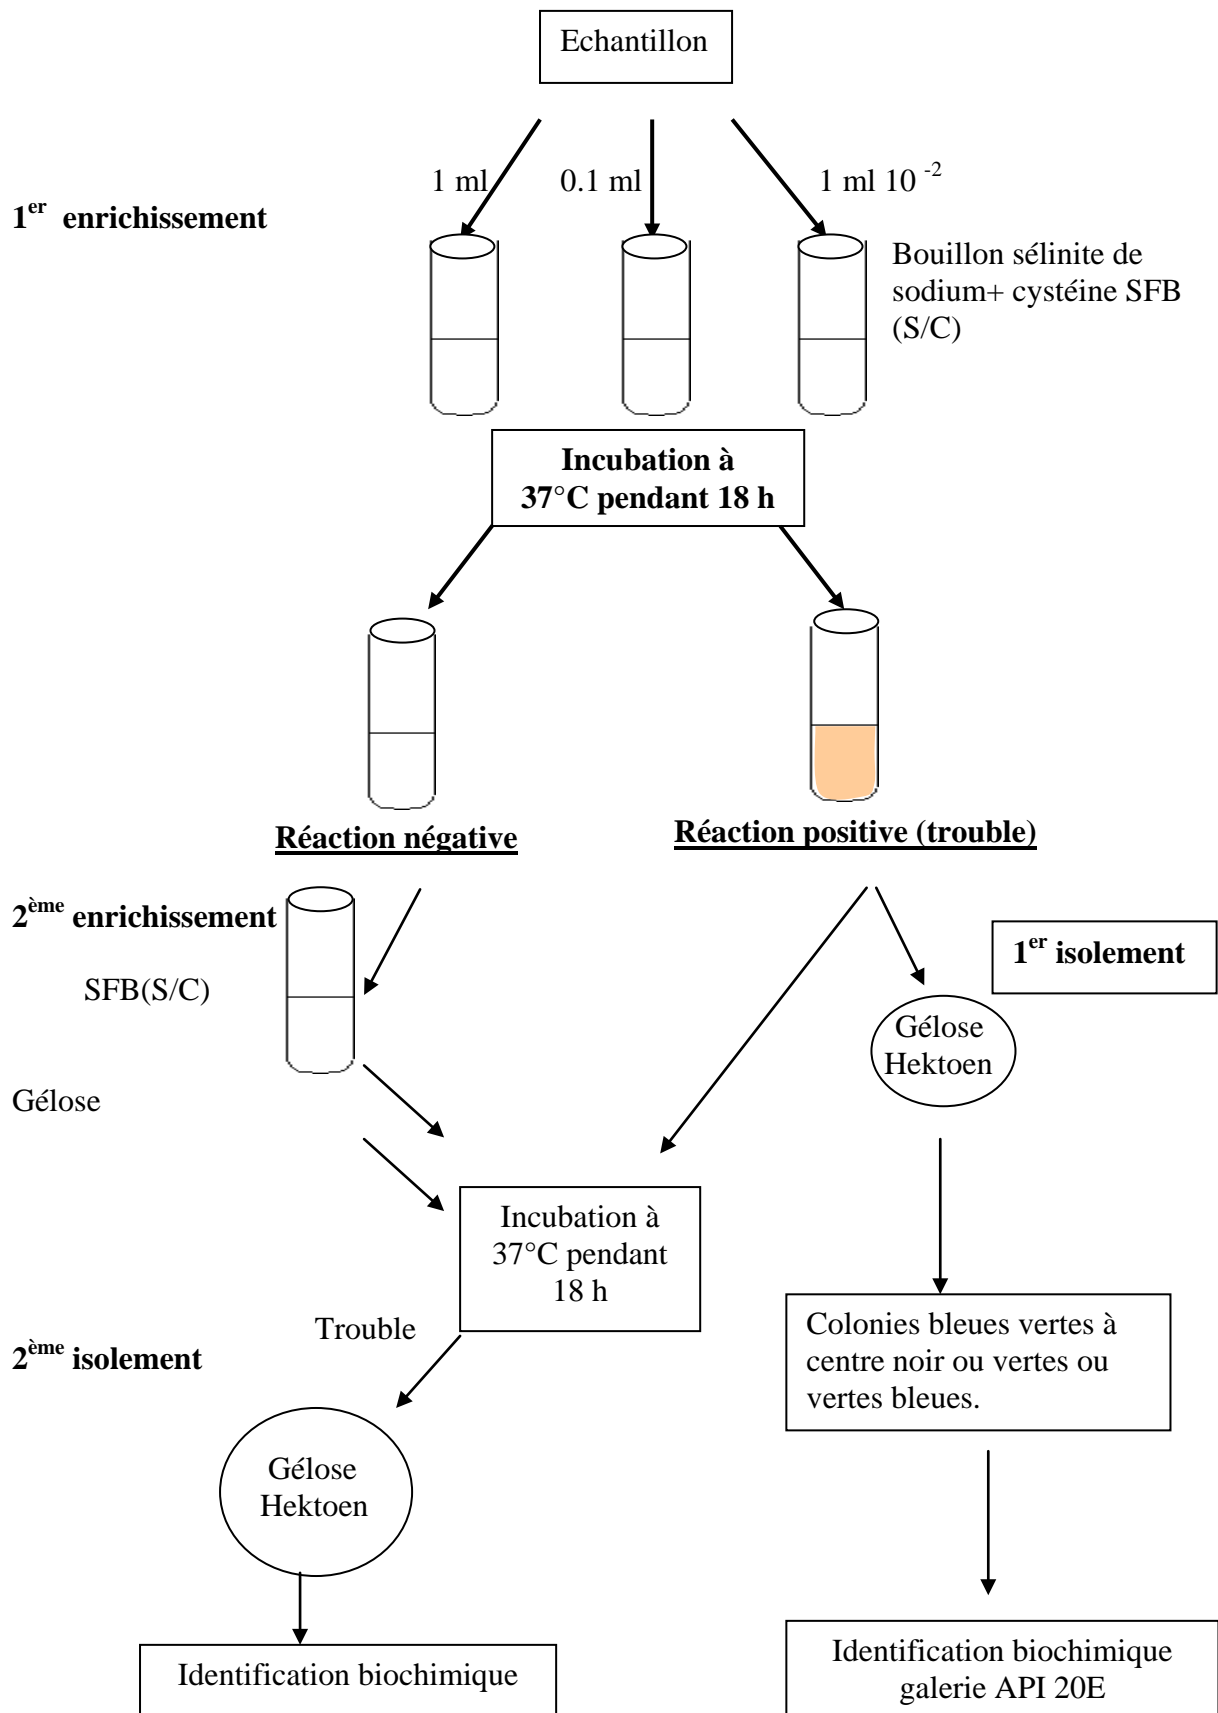 Echantillon
1 ml
0.1 ml
1 ml 10 -2
1er enrichissement
Bouillon sélinite de
sodium+ cystéine SFB
(S/C)
Incubation à
37°C pendant 18 h
Réaction négative
Réaction positive (trouble)
2ème enrichissement
SFB(S/C)
1er isolement
Gélose
Hektoen
Gélose
Incubation à
37°C pendant
18 h
Trouble
2ème isolement
Colonies bleues vertes à
centre noir ou vertes ou
vertes bleues.
Gélose
Hektoen
Identification biochimique
Identification biochimique
galerie API 20E